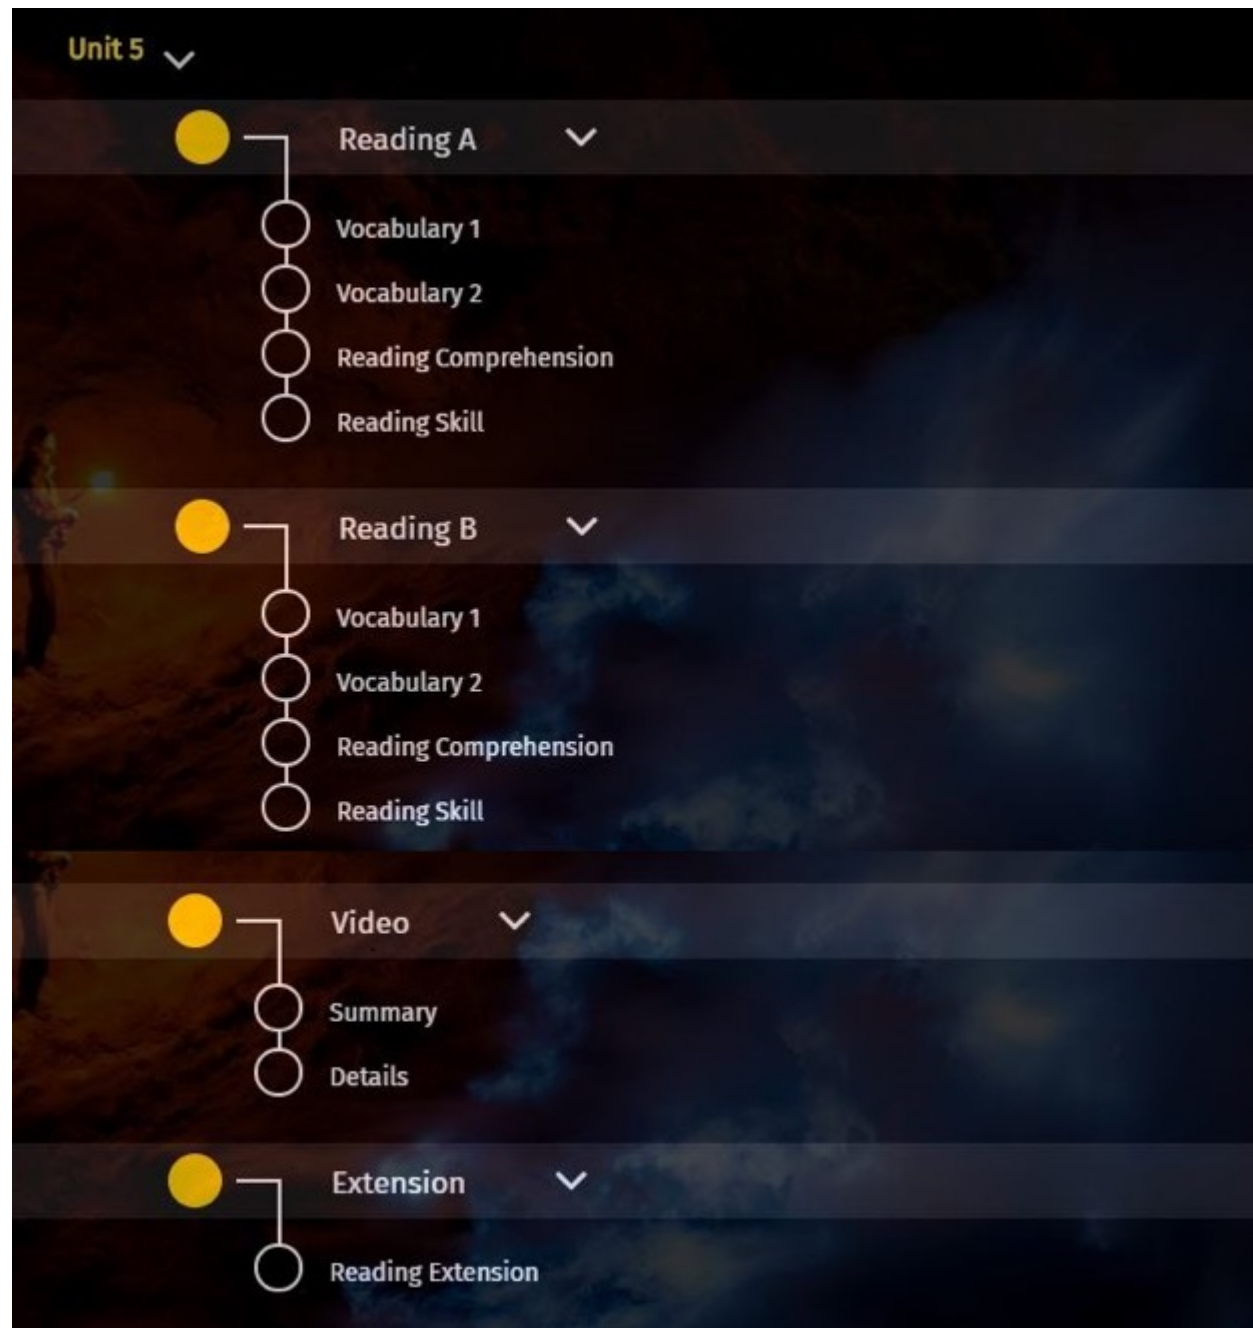 Unit 5
Reading A
Vocabulary 1
Vocabulary 2
Reading Comprehension
Reading Skill
Reading B
Vocabulary 1
Vocabulary 2
Reading Comprehension
Reading Skill
Video
Summary
Details
Extension
Reading Extension